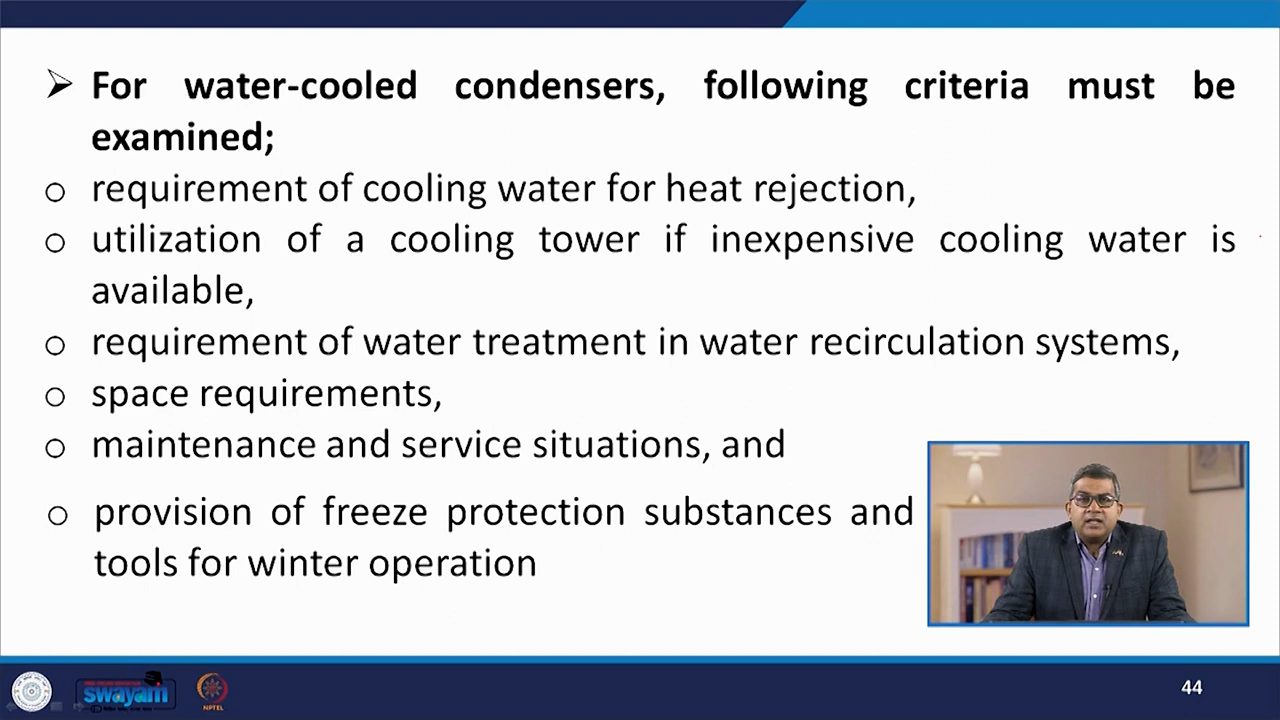 For water-cooled condensers, following criteria must be
examined;
requirement of cooling water for heat rejection,
utilization of a cooling tower if inexpensive cooling water is
available,
requirement of water treatment in water recirculation systems,
space requirements,
maintenance and service situations, and
provision of freeze protection substances and
tools for winter operation
swayam
NPTEL
44